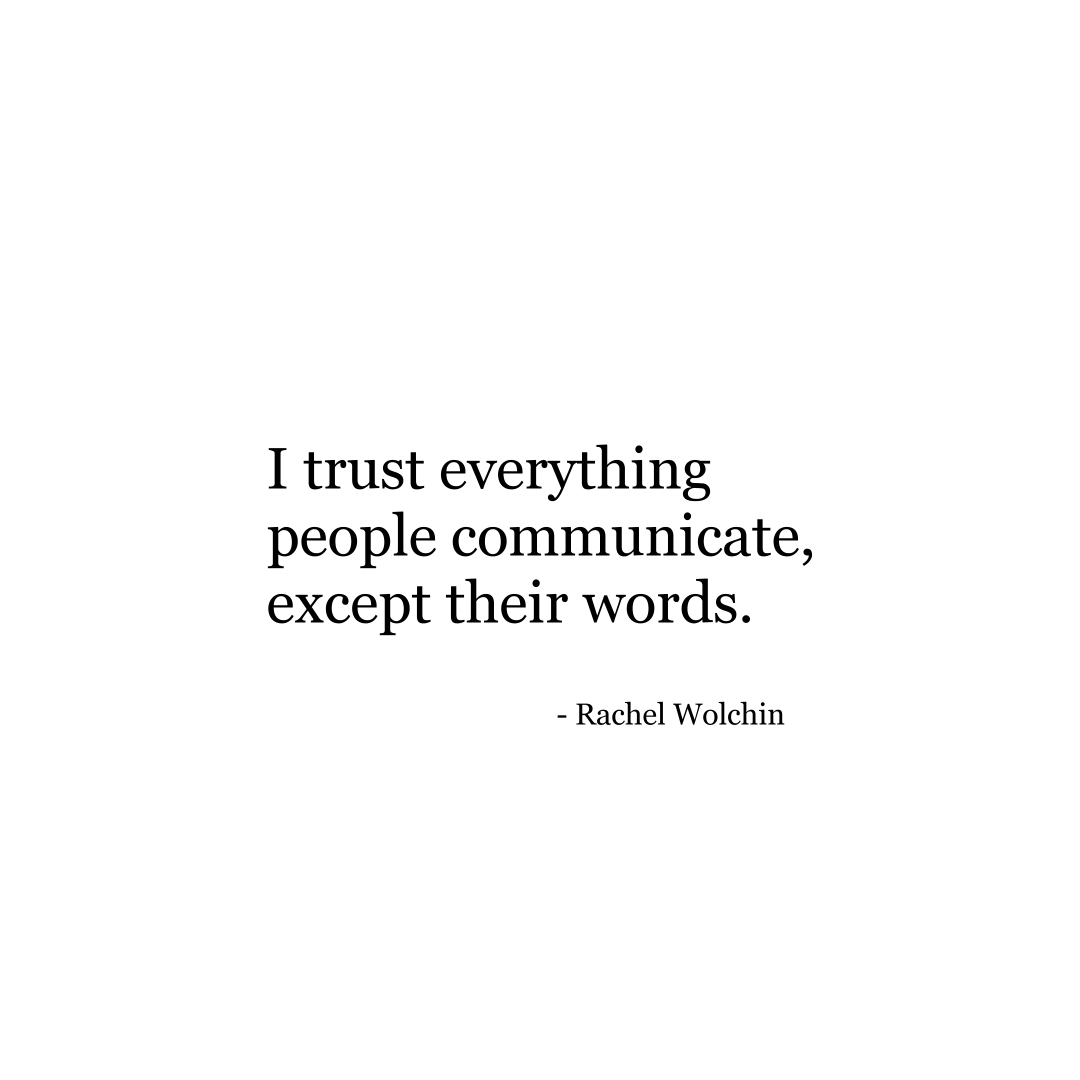 I trust everything
people communicate,
except their words.
- Rachel Wolchin